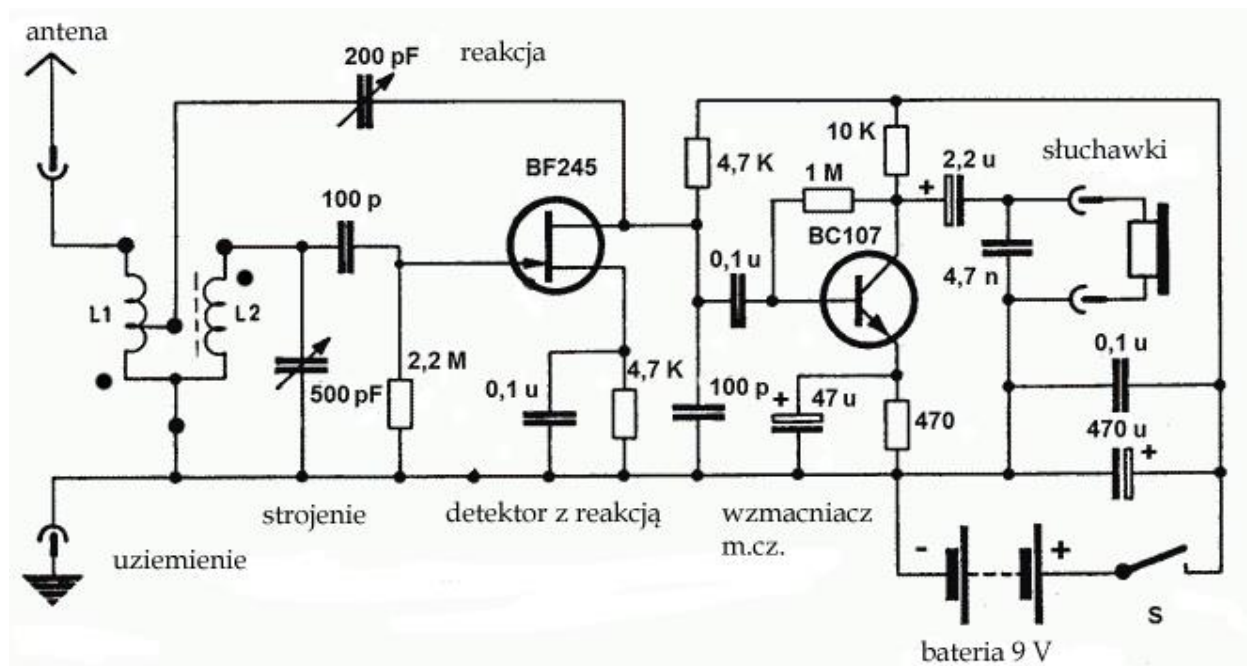 antena
200 pF
reakcja
BF245
4,7 K
10 K
2,2 u
słuchawki
1 M
100 p
BC107
0,1 u
4,7 n
L1
L2
500 pF
2,2 M
0,1 u
4,7 K
100 p
+
47 u
470
0,1 u
470 u
+
+
strojenie
detektor z reakcją
wzmacniacz
m.cz.
uziemienie
-
+
S
bateria 9 V